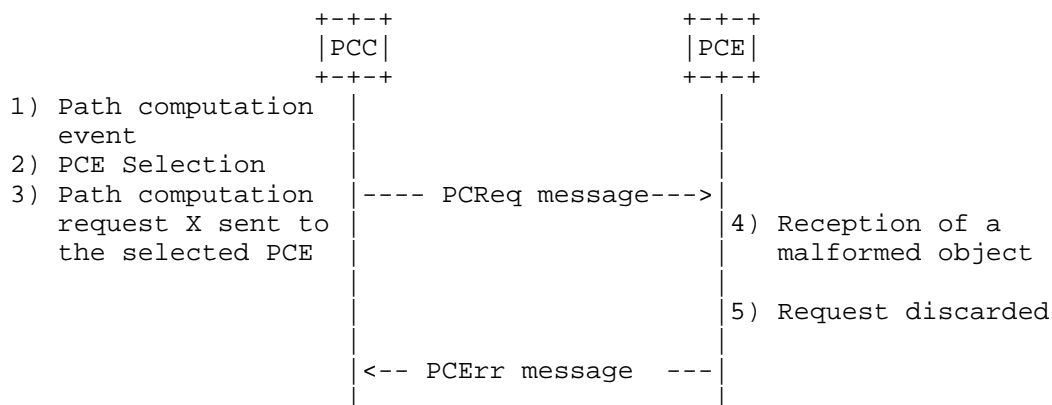 +-+-+                        +-+-+
|PCC|                        |PCE|
+-+-+                        +-+-+
1) Path computation  |                          |
   event             |                          |
2) PCE Selection     |                          |
3) Path computation  |---- PCReq message--->|
   request X sent to |                          |4) Reception of a
   the selected PCE  |                          |   malformed object
                     |                          |
                     |                          |5) Request discarded
                     |                          |
                     |<-- PCErr message  ---|
                     |                          |